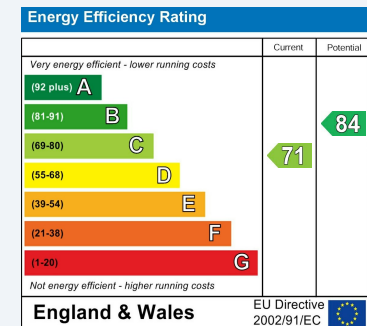 Energy Efficiency Rating
Current Potential
Very energy efficient - lower running costs
(92 plus) A
(81-91) B
84
(69-80) C
71
(55-68) D
(39-54) E
(21-38) F
(1-20) G
Not energy efficient - higher running costs
England & Wales
EU Directive
2002/91/EC